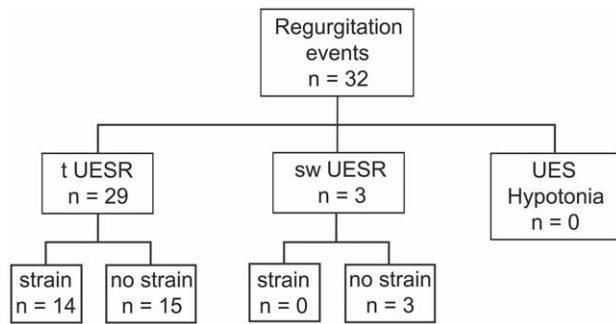 Regurgitation
events
n = 32
t UESR
n = 29
sw UESR
n = 3
UES
Hypotonia
n = 0
strain
n = 14
no strain
n = 15
strain
n = 0
no strain
n = 3